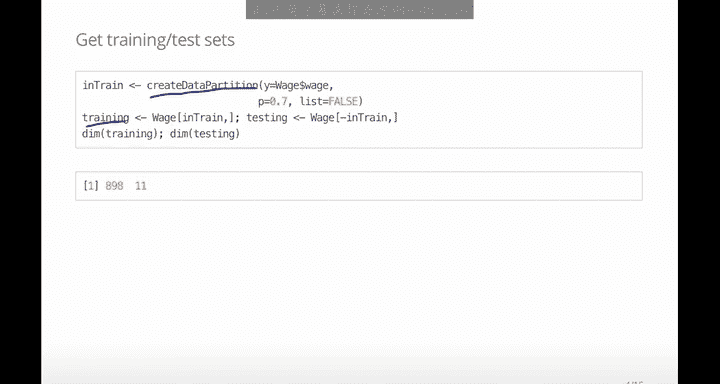 Get training/test sets
inTrain <- createDataPartition(y=Wage$wage,
p=0.7, list=FALSE)
training <- Wage[inTrain,]; testing <- Wage[-inTrain,]
dim(training); dim(testing)
[1] 898 11